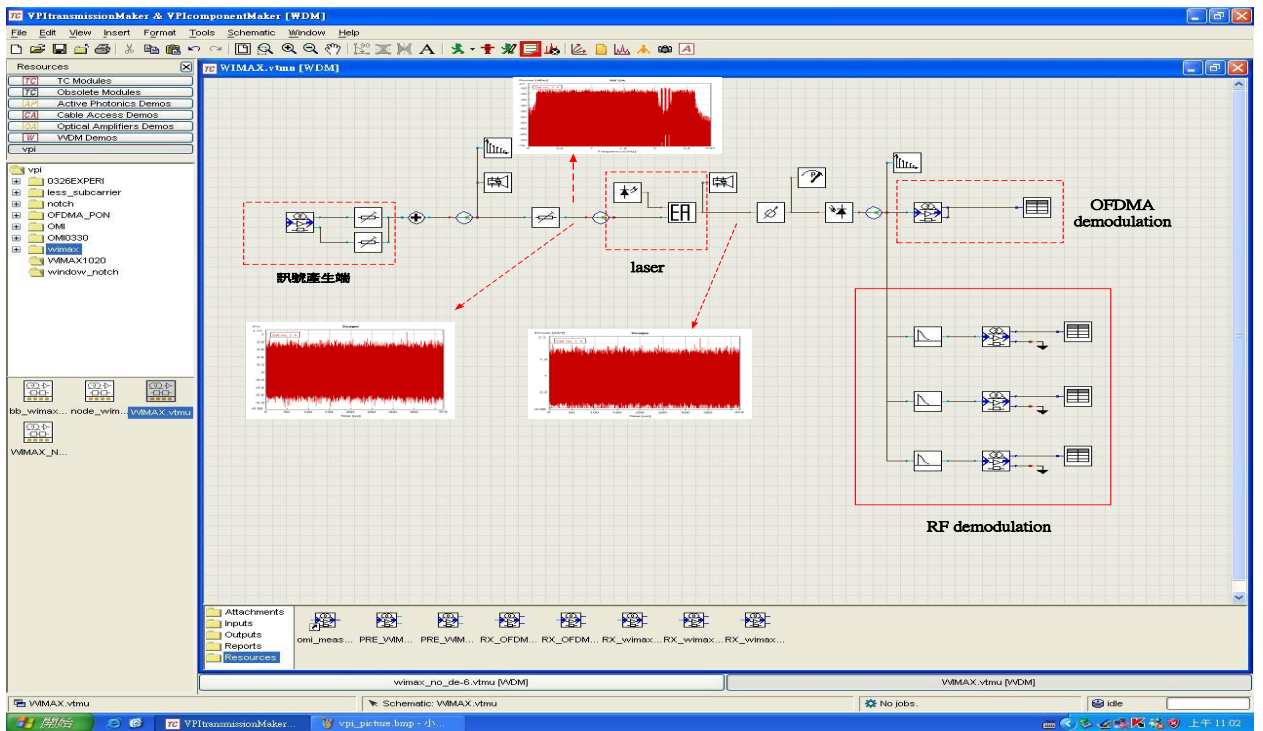 VPItransmissionMaker & VPIcomponentMaker [WDM]
File Edit View Insert Format Tools Schematic Window Help
Resources
TC Modules
Obsolete Modules
Active Photonics Demos
Cable Access Demos
Optical Amplifiers Demos
WDM Demos
vpi
vpi
0326EXPERI
less_subcarrier
notch
OFDMA_PON
OMI
OMI0330
wimax
WIMAX1020
window_notch
bb_wimax... node_wim... WIMAX.vtmu
WIMAX_N...
WIMAX.vtmu [WDM]
訊號產生端
laser
EA
OFDMA
demodulation
RF demodulation
Attachments
Inputs
Outputs
Reports
Resources
omi_meas... PRE_WIM... PRE_WIM... RX_OFDM... RX_OFDM... RX_wimax... RX_wimax... RX_wimax...
wimax_no_de-6.vtmu [WDM]
WIMAX.vtmu [WDM]
WIMAX.vtmu
Schematic: WIMAX.vtmu
No jobs.
idle
開始
VPItransmissionMaker...
vpi_picture.bmp - 小...
上午 11:02